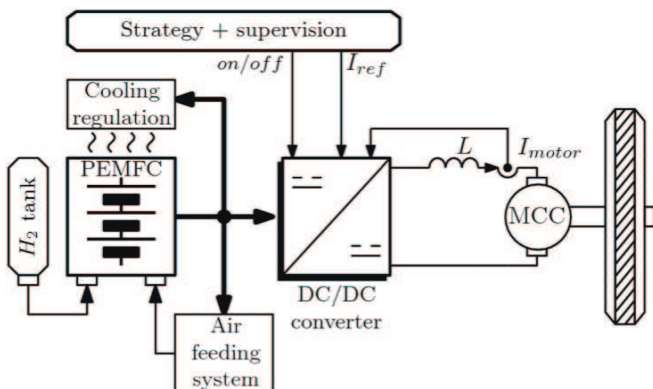 Strategy + supervision
on/off
I_ref
Cooling
regulation
PEMFC
H_2 tank
L
I_motor
MCC
DC/DC
converter
Air
feeding
system